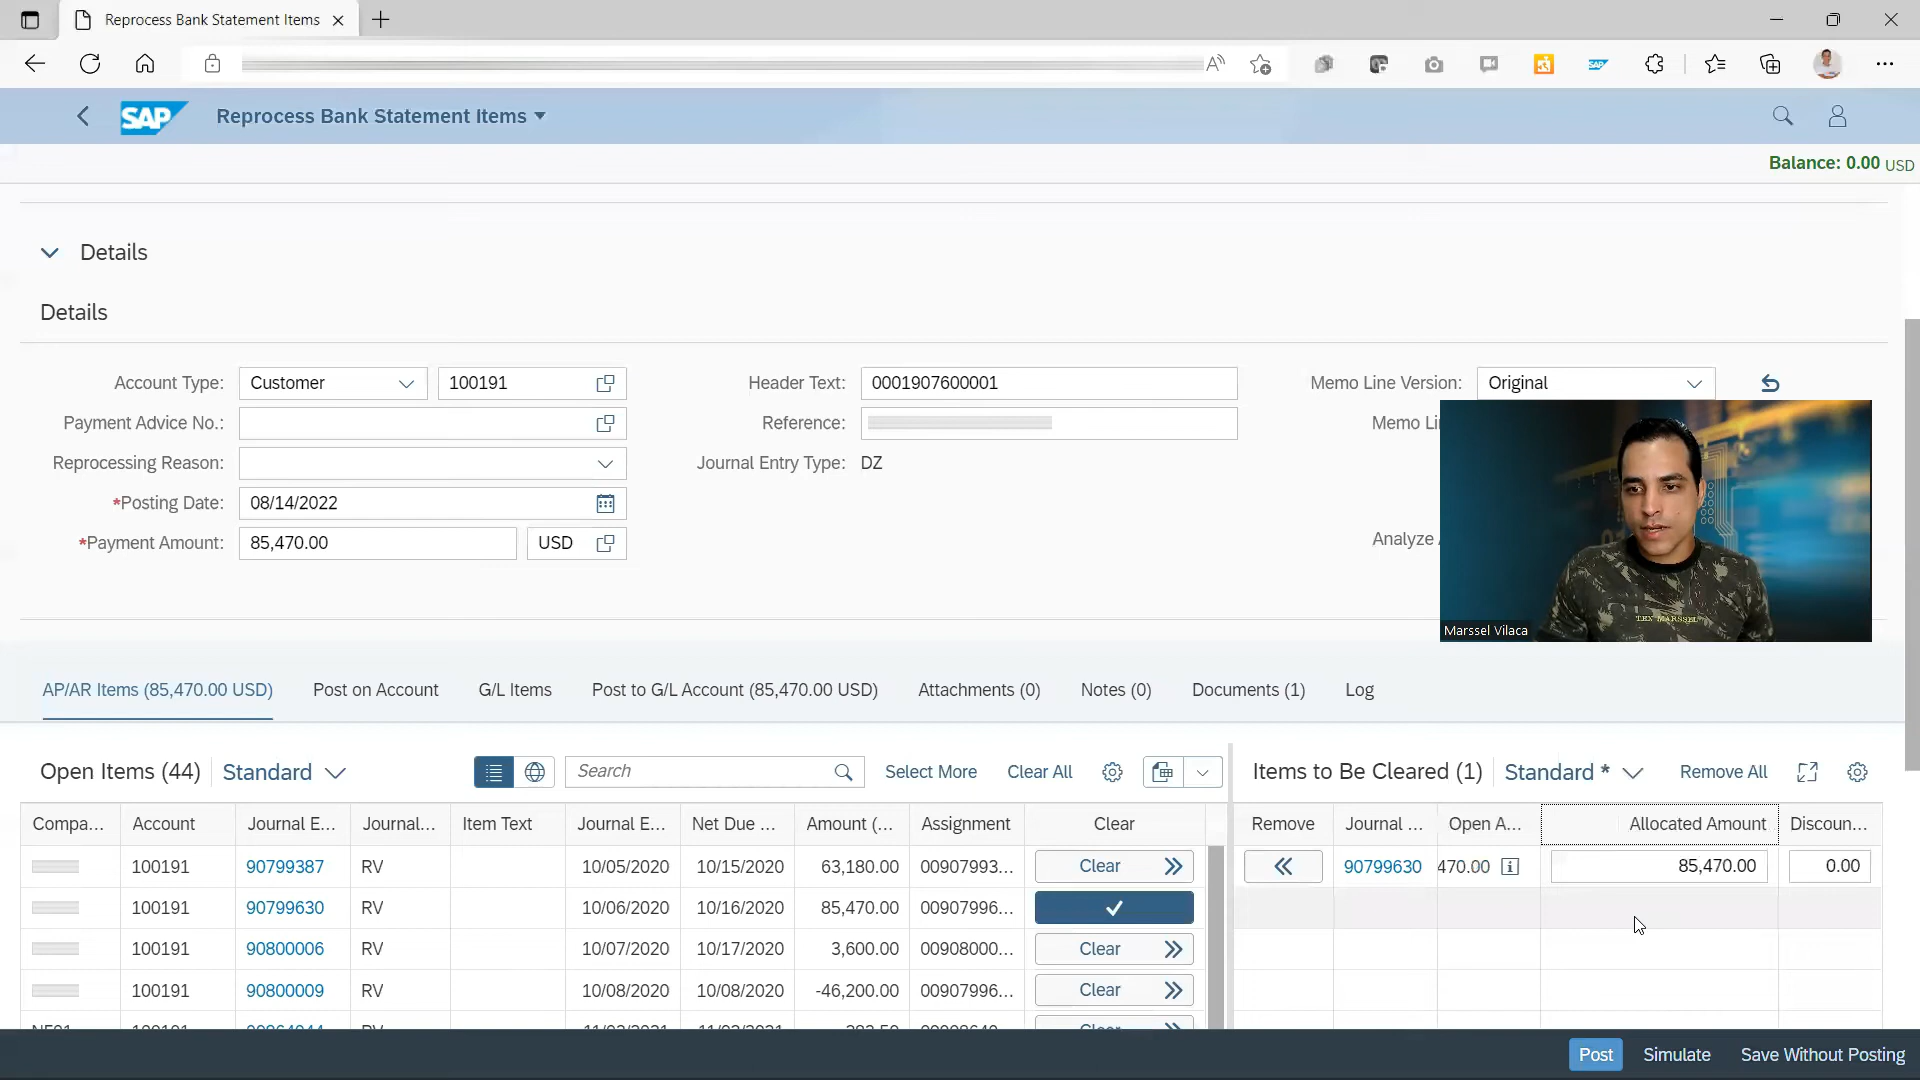 Reprocess Bank Statement Items
SAP Reprocess Bank Statement Items
Balance: 0.00 USD
Details
Details
Account Type: Customer 100191 Header Text: 0001907600001 Memo Line Version: Original
Payment Advice No.: Reference: Memo Li
Reprocessing Reason: Journal Entry Type: DZ
*Posting Date: 08/14/2022
*Payment Amount: 85,470.00 USD Analyze
TEX MARSSEL
Marssel Vilaca
AP/AR Items (85,470.00 USD) Post on Account G/L Items Post to G/L Account (85,470.00 USD) Attachments (0) Notes (0) Documents (1) Log
Open Items (44) Standard Search Select More Clear All Items to Be Cleared (1) Standard * Remove All
Compa... Account Journal E... Journal... Item Text Journal E... Net Due ... Amount (... Assignment Clear Remove Journal ... Open A... Allocated Amount Discoun...
100191 90799387 RV 10/05/2020 10/15/2020 63,180.00 00907993... Clear 90799630 470.00 85,470.00 0.00
100191 90799630 RV 10/06/2020 10/16/2020 85,470.00 00907996...
100191 90800006 RV 10/07/2020 10/17/2020 3,600.00 00908000... Clear
100191 90800009 RV 10/08/2020 10/08/2020 -46,200.00 00907996... Clear
Post Simulate Save Without Posting